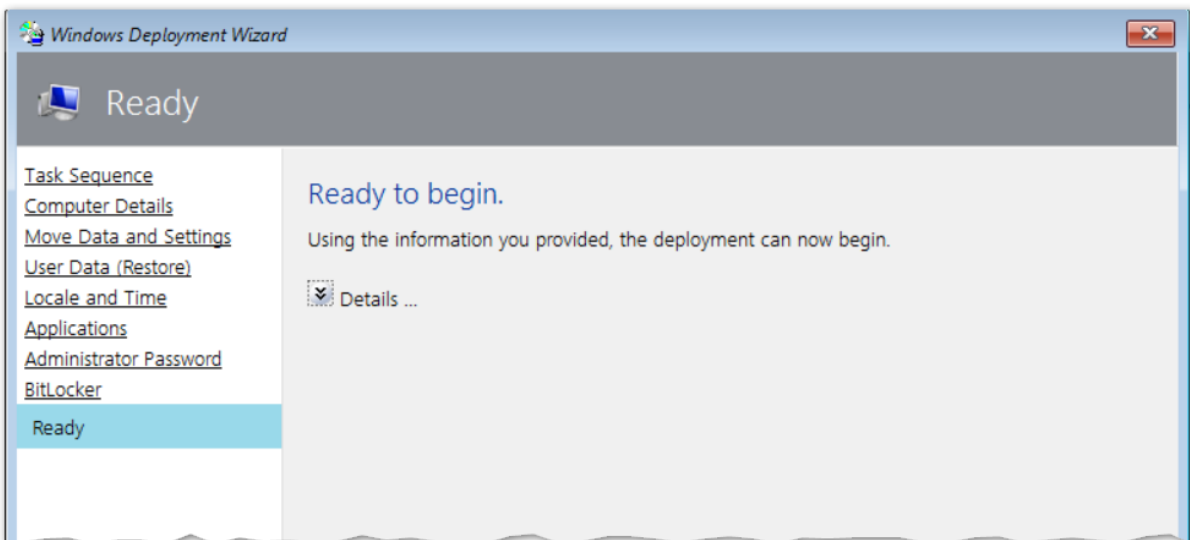 Windows Deployment Wizard
Ready
Task Sequence
Computer Details
Move Data and Settings
User Data (Restore)
Locale and Time
Applications
Administrator Password
BitLocker
Ready
Ready to begin.
Using the information you provided, the deployment can now begin.
Details ...